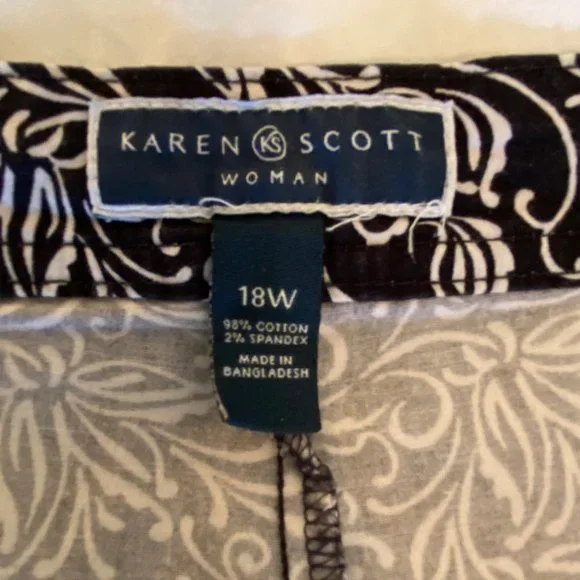 KAREN KS SCOTT
WOMAN
18W
98% COTTON
2% SPANDEX
MADE IN
BANGLADESH